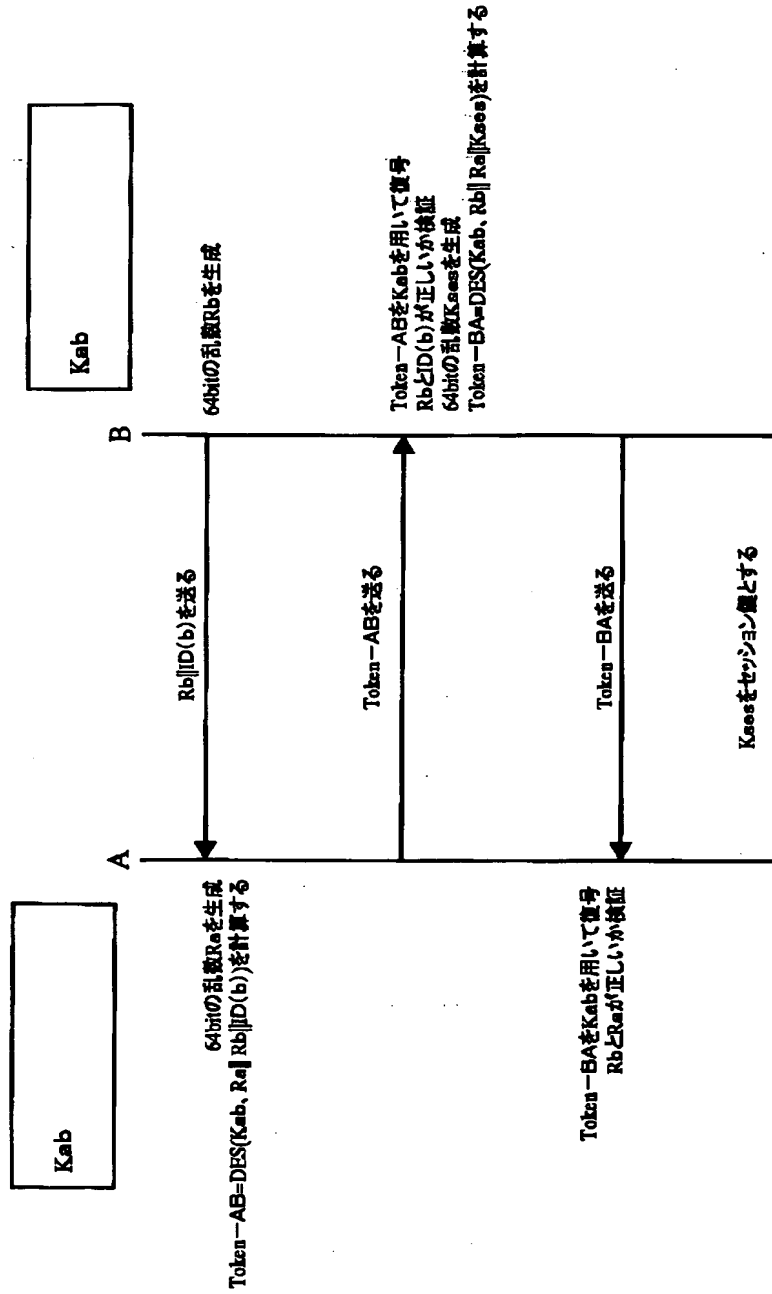 Kab
Kab
A
B
64bitの乱数Rbを生成
Rb||ID(b)を送る
64bitの乱数Raを生成
Token-AB=DES(Kab、Ra||Rb||ID(b))を計算する
Token-ABを送る
Token-ABをKabを用いて復号
RbとID(b)が正しいか検証
64bitの乱数Ksesを生成
Token-BA=DES(Kab、Rb||Ra||Kses)を計算する
Token-BAを送る
Token-BAをKabを用いて復号
RbとRaが正しいか検証
Ksesをセッション鍵とする